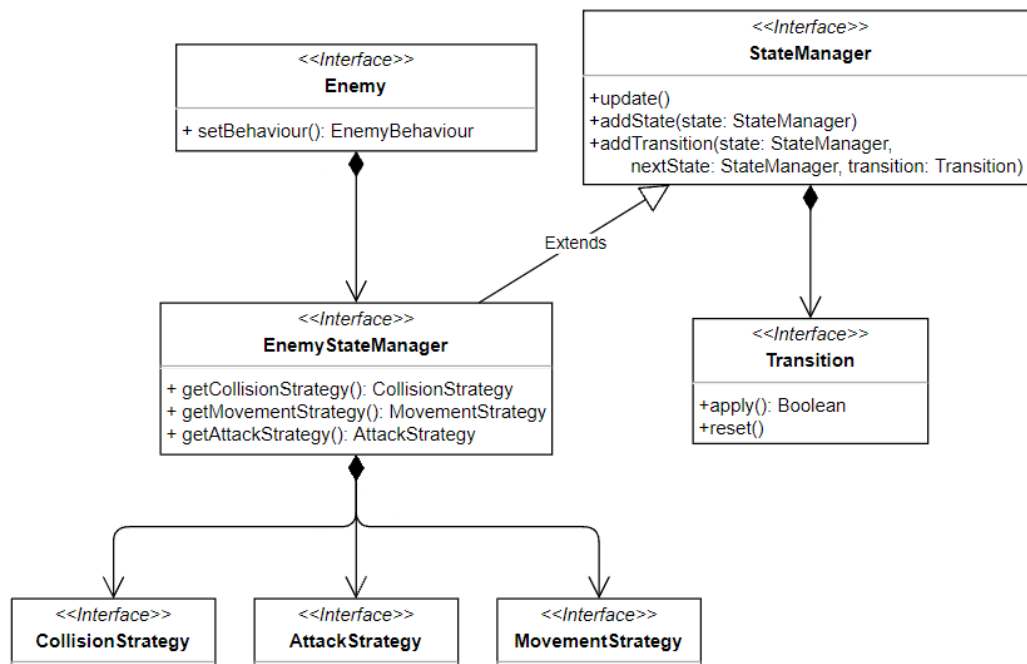 <<Interface>>
Enemy
+ setBehaviour(): EnemyBehaviour
<<Interface>>
StateManager
+update()
+addState(state: StateManager)
+addTransition(state: StateManager,
nextState: StateManager, transition: Transition)
Extends
<<Interface>>
EnemyStateManager
+ getCollisionStrategy(): CollisionStrategy
+ getMovementStrategy(): MovementStrategy
+ getAttackStrategy(): AttackStrategy
<<Interface>>
Transition
+apply(): Boolean
+reset()
<<Interface>>
CollisionStrategy
<<Interface>>
AttackStrategy
<<Interface>>
MovementStrategy